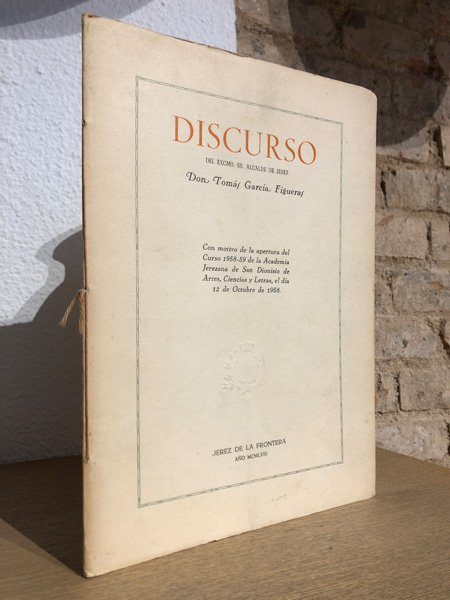 DISCURSO
DEL EXCMO. SR. ALCALDE DE JEREZ
Don Tomás García Figueras
Con motivo de la apertura del
Curso 1958-59 de la Academia
Jerezana de San Dionisio de
Artes, Ciencias y Letras, el día
12 de Octubre de 1958.
JEREZ DE LA FRONTERA
AÑO MCMLVIII